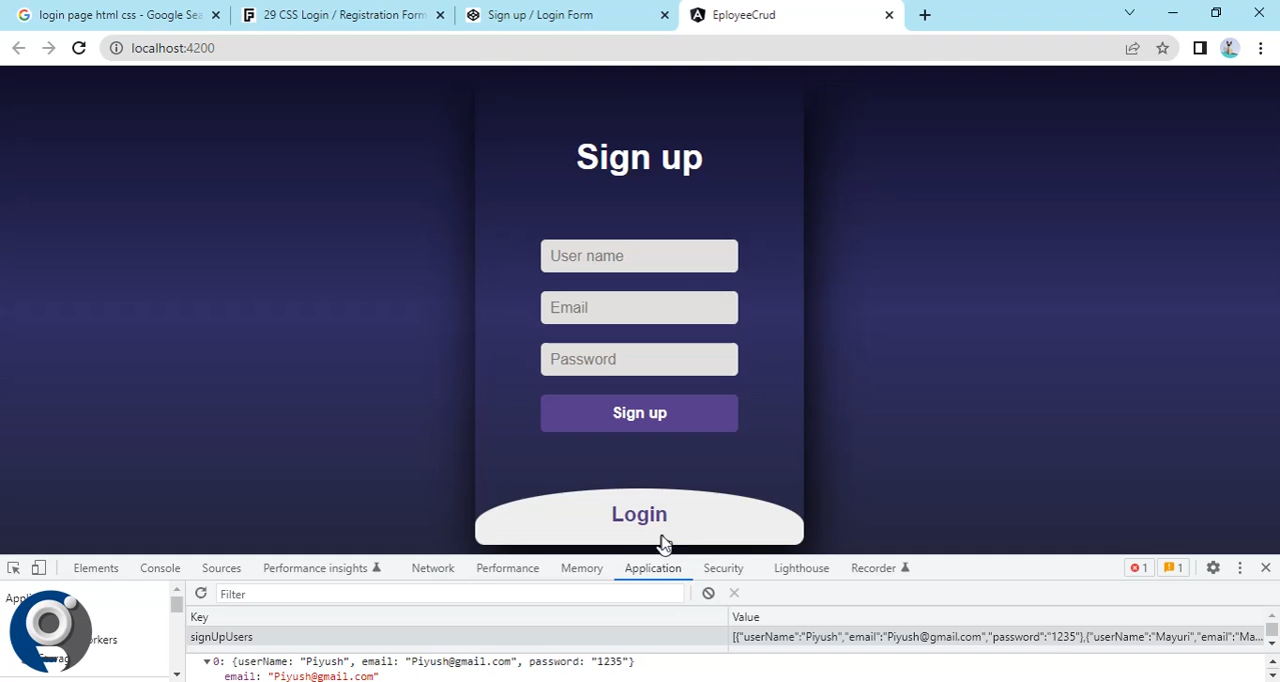 login page html css - Google Sea
29 CSS Login / Registration Form
Sign up / Login Form
EployeeCrud
localhost:4200
Sign up
User name
Email
Password
Sign up
Login
Elements Console Sources Performance insights Network Performance Memory Application Security Lighthouse Recorder 1 1
Filter
Key Value
signUpUsers [{"userName":"Piyush","email":"Piyush@gmail.com","password":"1235"},{"userName":"Mayuri","email":"Ma...
0: {userName: "Piyush", email: "Piyush@gmail.com", password: "1235"}
email: "Piyush@gmail.com"